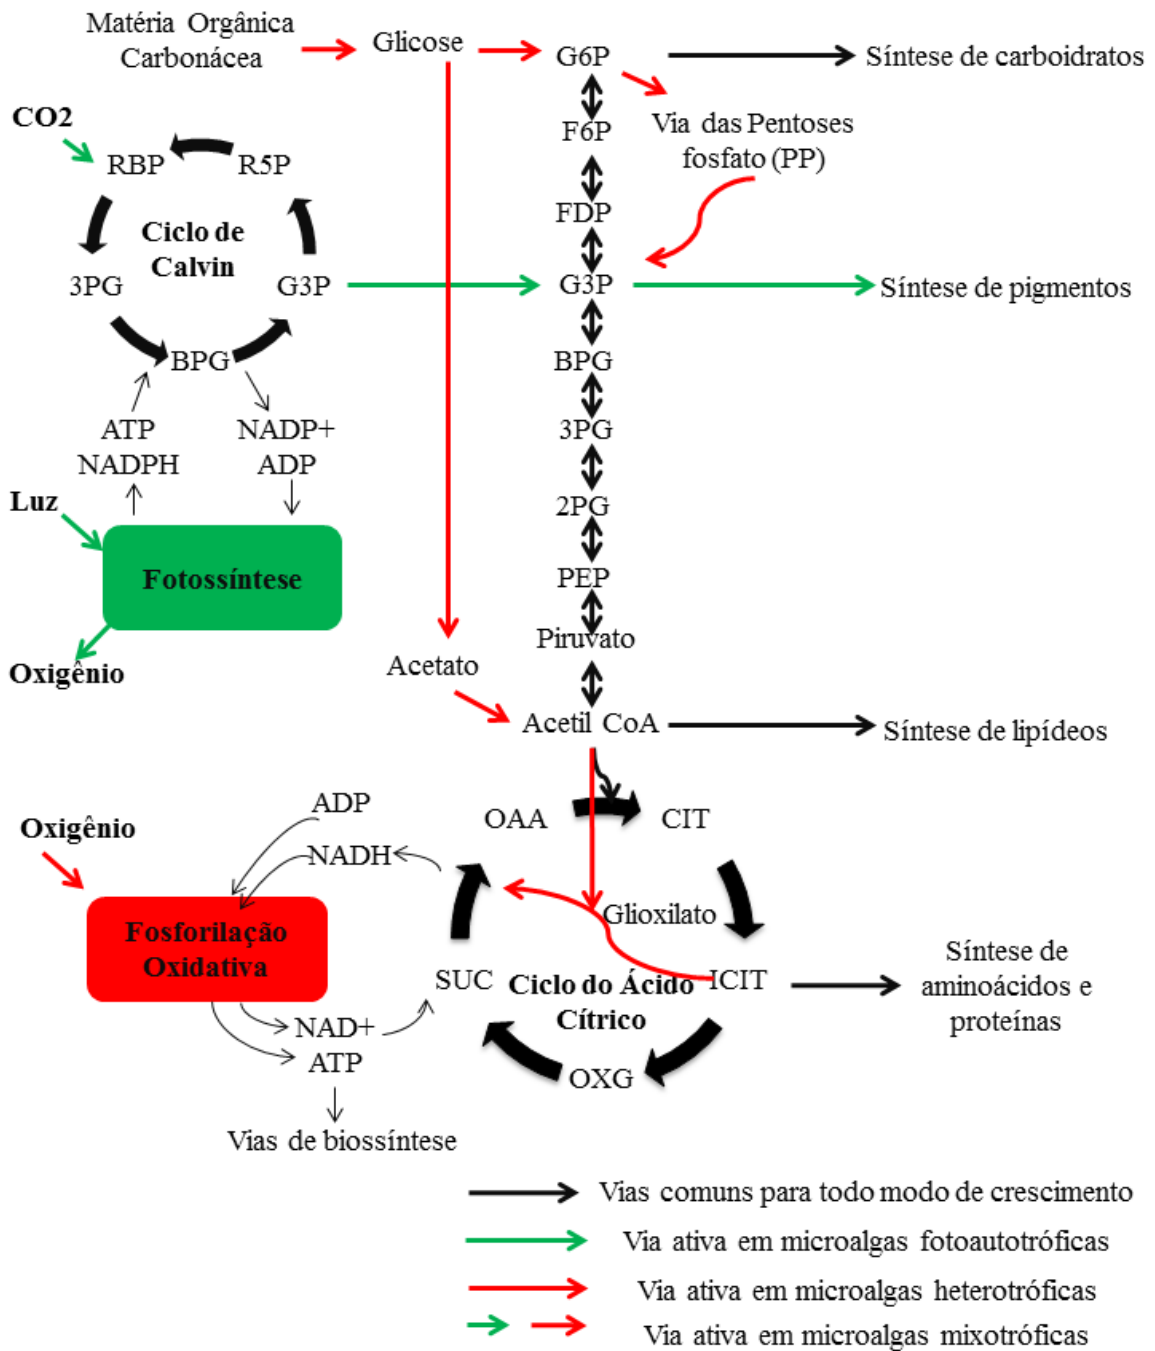 Matéria Orgânica
Carbonácea
Glicose
G6P
Síntese de carboidratos
CO2
F6P
Via das Pentoses
fosfato (PP)
RBP
R5P
FDP
Ciclo de
Calvin
3PG
G3P
G3P
Síntese de pigmentos
BPG
BPG
ATP
NADPH
NADP+
ADP
3PG
Luz
2PG
Fotossíntese
PEP
Oxigênio
Piruvato
Acetato
Acetil CoA
Síntese de lipídeos
ADP
OAA
CIT
Oxigênio
NADH
Glioxilato
Fosforilação
Oxidativa
SUC
Ciclo do Ácido
Cítrico
ICIT
Síntese de
aminoácidos e
proteínas
NAD+
ATP
OXG
Vias de biossíntese
Vias comuns para todo modo de crescimento
Via ativa em microalgas fotoautotróficas
Via ativa em microalgas heterotróficas
Via ativa em microalgas mixotróficas